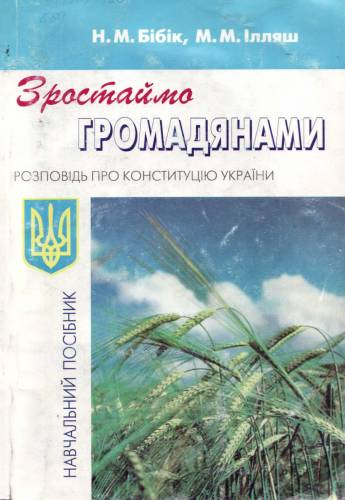 Н. М. Бібік, М. М. Ілляш
Зростаймо
ГРОМАДЯНАМИ
РОЗПОВІДЬ ПРО КОНСТИТУЦІЮ УКРАЇНИ
НАВЧАЛЬНИЙ ПОСІБНИК